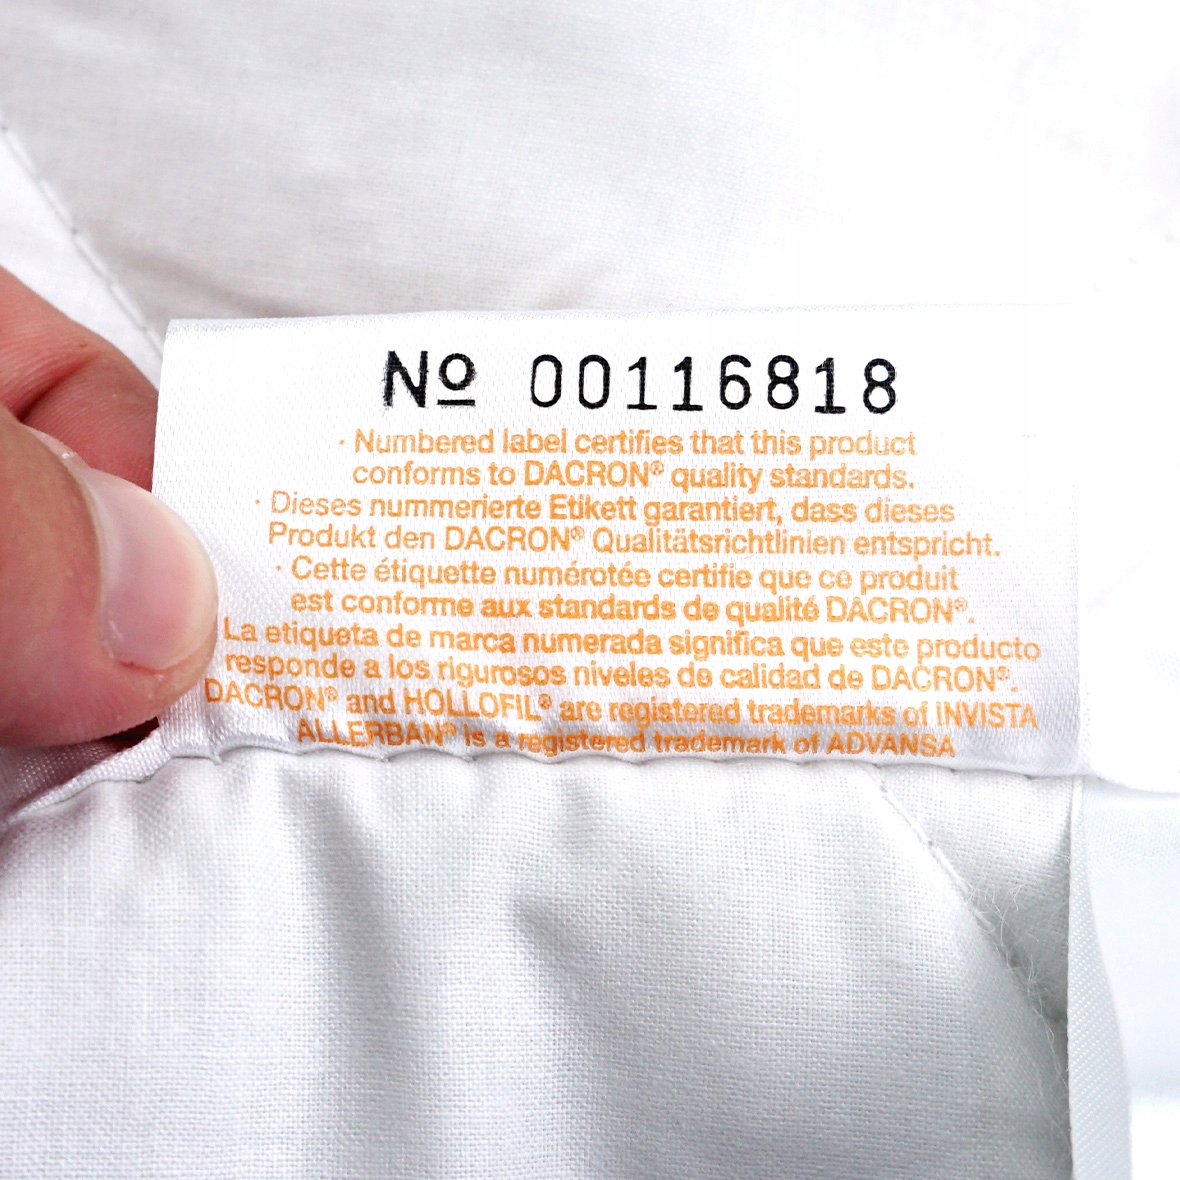 Nº 00116818
· Numbered label certifies that this product
conforms to DACRON® quality standards.
· Dieses nummerierte Etikett garantiert, dass dieses
Produkt den DACRON® Qualitätsrichtlinien entspricht.
· Cette étiquette numérotée certifie que ce produit
est conforme aux standards de qualité DACRON®.
La etiqueta de marca numerada significa que este producto
responde a los rigurosos niveles de calidad de DACRON®.
DACRON® and HOLLOFIL® are registered trademarks of INVISTA
ALLERBAN® is a registered trademark of ADVANSA